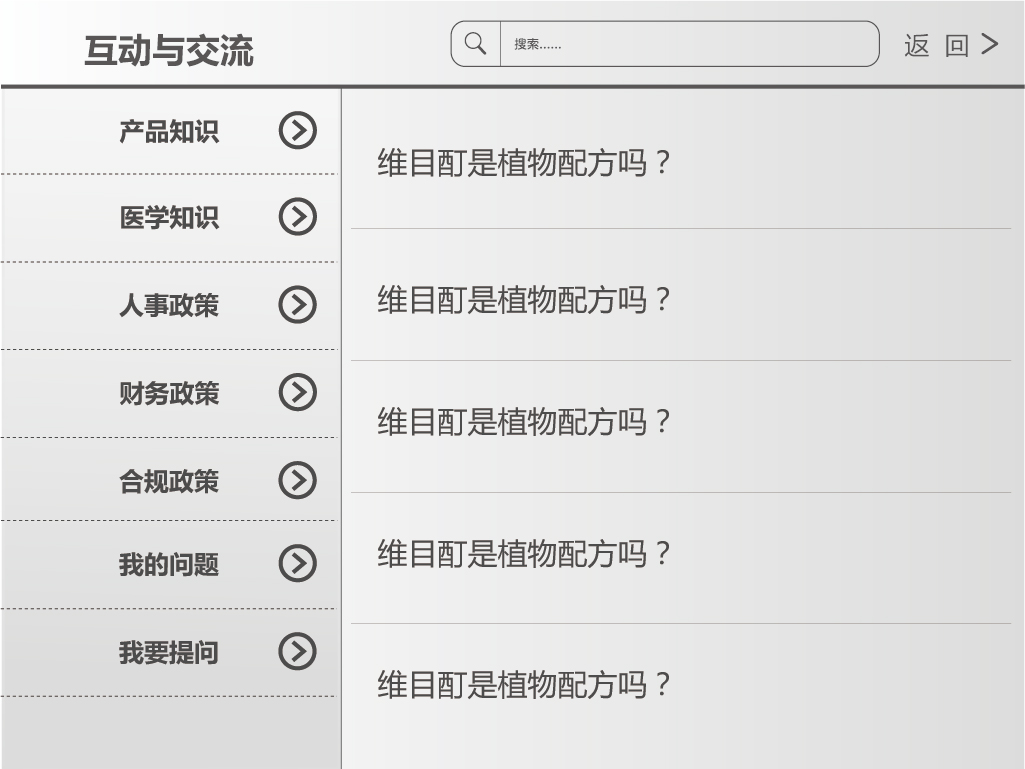 互动与交流
搜索......
返 回
产品知识
医学知识
人事政策
财务政策
合规政策
我的问题
我要提问
维目酊是植物配方吗？
维目酊是植物配方吗？
维目酊是植物配方吗？
维目酊是植物配方吗？
维目酊是植物配方吗？